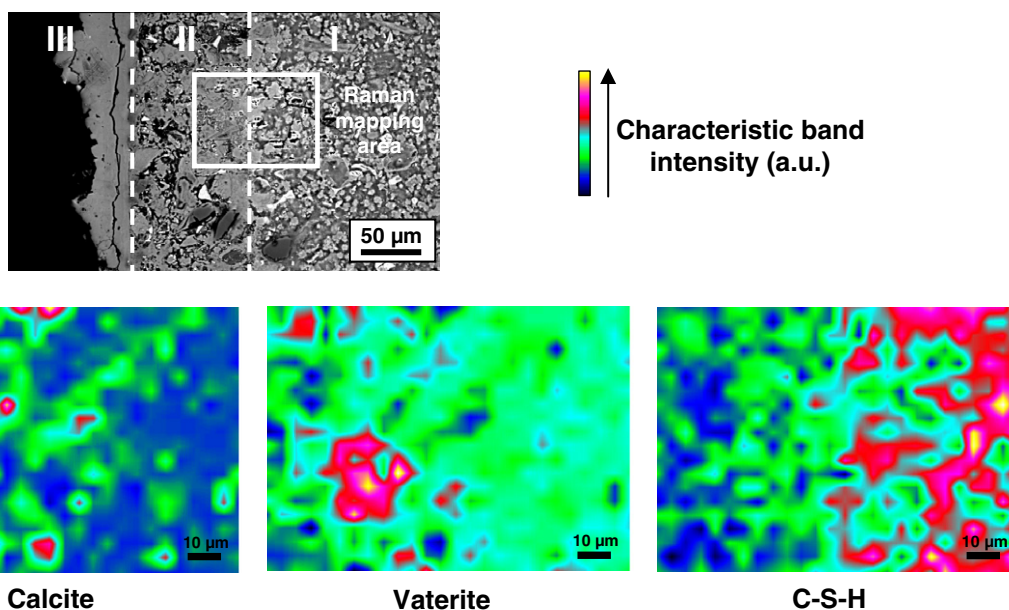 III
II
I
Raman
mapping
area
50 µm
Characteristic band
intensity (a.u.)
10 µm
10 µm
10 µm
Calcite
Vaterite
C-S-H